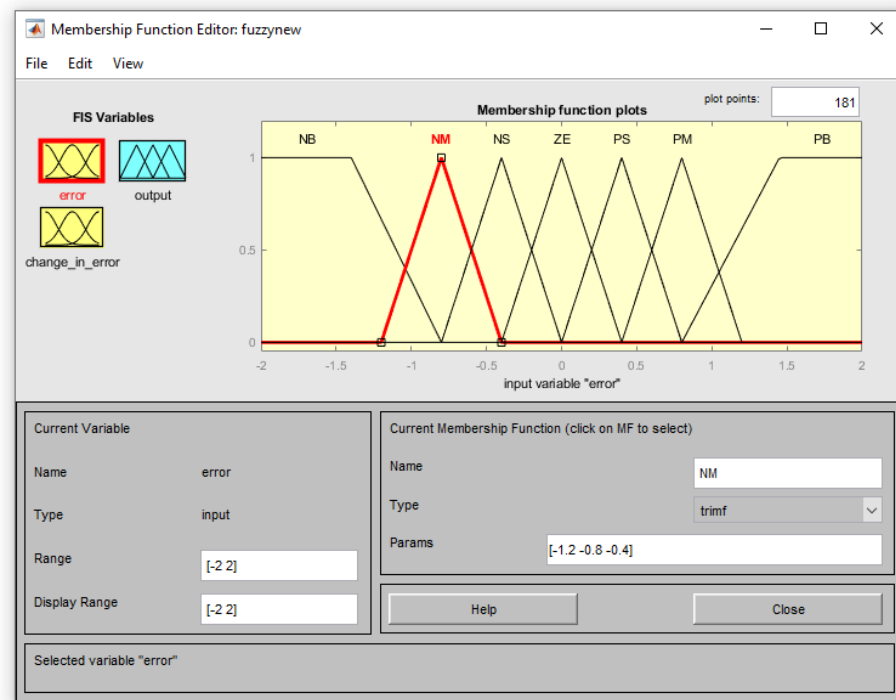 Membership Function Editor: fuzzynew
File Edit View
FIS Variables
error
output
change_in_error
Membership function plots
plot points:
181
NB NM NS ZE PS PM PB
1
0.5
0
-2 -1.5 -1 -0.5 0 0.5 1 1.5 2
input variable "error"
Current Variable
Name error
Type input
Range [-2 2]
Display Range [-2 2]
Current Membership Function (click on MF to select)
Name NM
Type trimf
Params [-1.2 -0.8 -0.4]
Help Close
Selected variable "error"